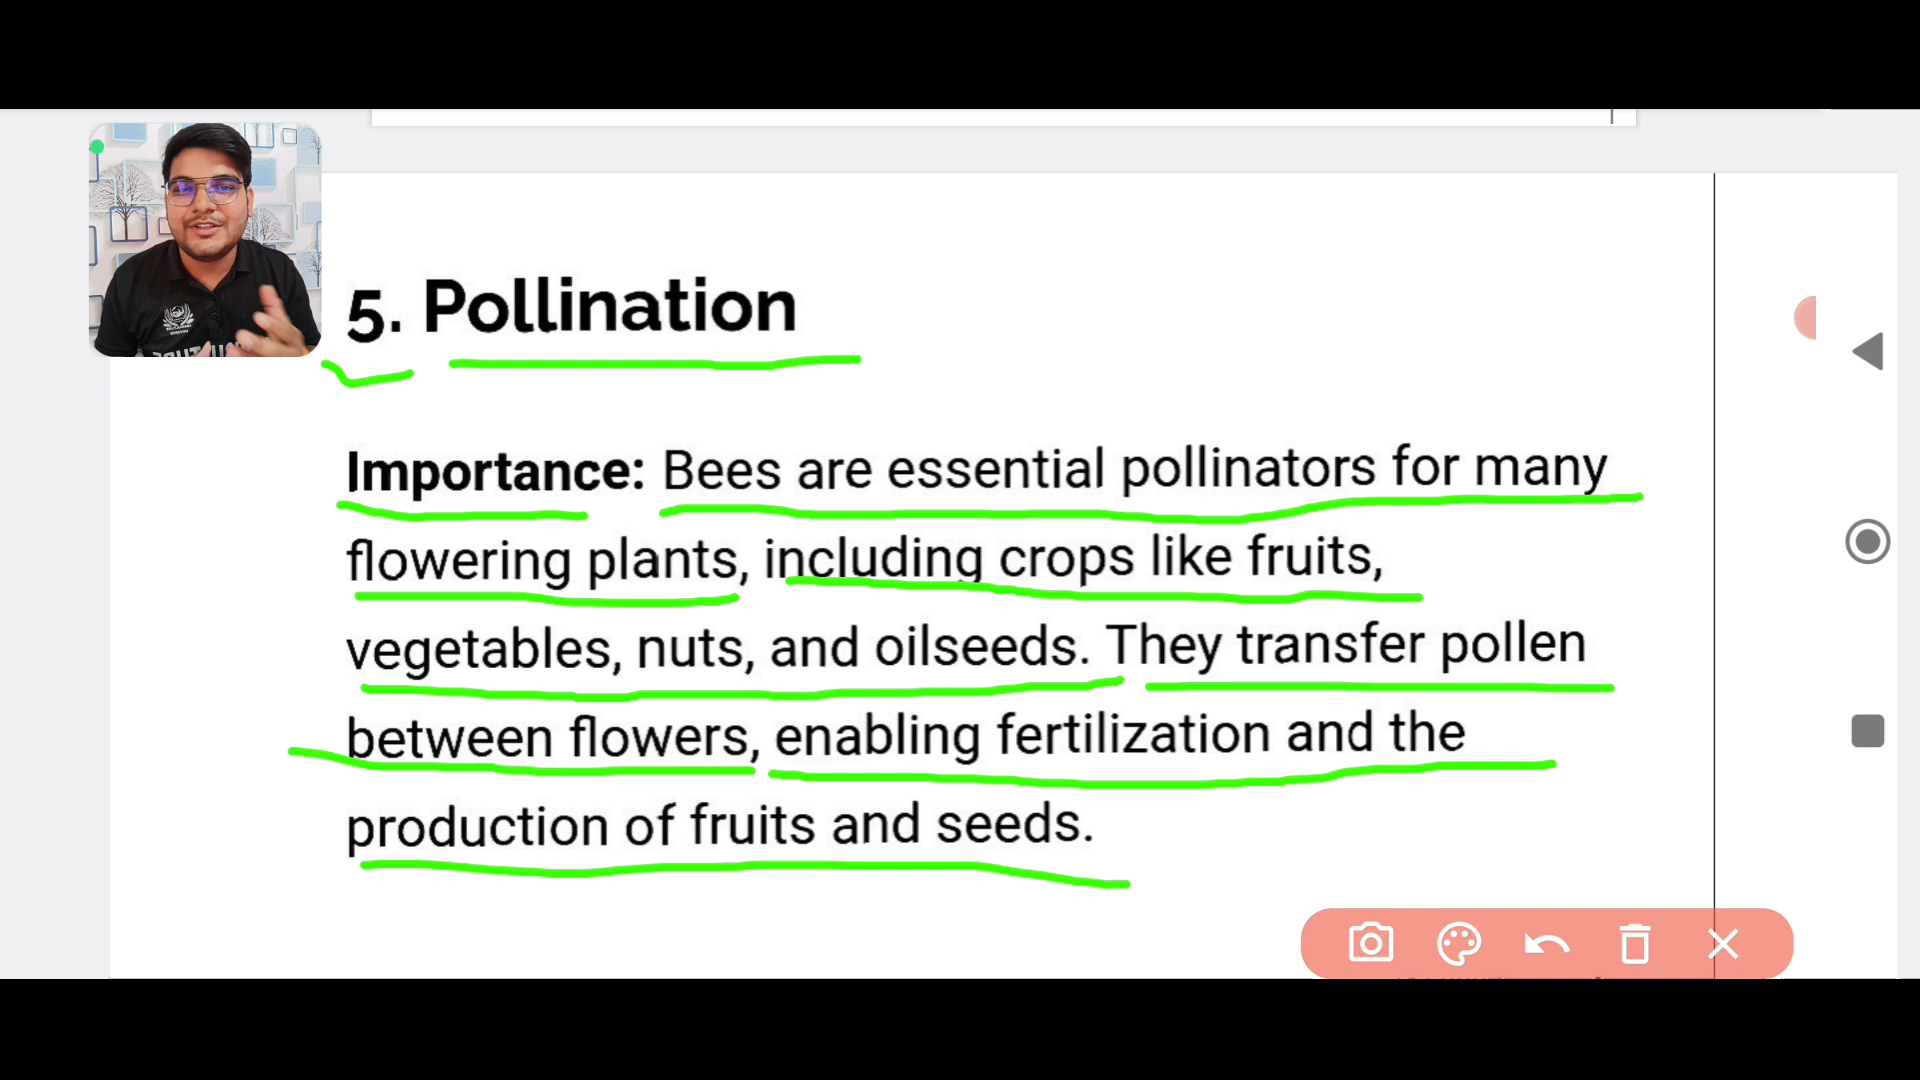 5. Pollination
Importance: Bees are essential pollinators for many
flowering plants, including crops like fruits,
vegetables, nuts, and oilseeds. They transfer pollen
between flowers, enabling fertilization and the
production of fruits and seeds.